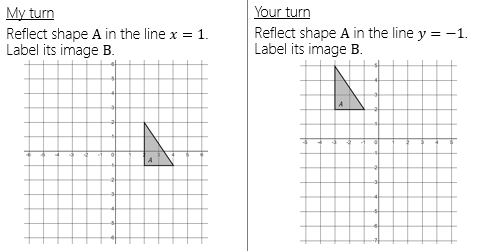 My turn
Reflect shape A in the line x = 1.
Label its image B.
A
Your turn
Reflect shape A in the line y = −1.
Label its image B.
A